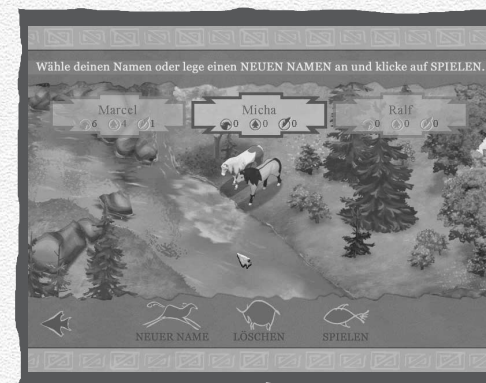 Wähle deinen Namen oder lege einen NEUEN NAMEN an und klicke auf SPIELEN.
Marcel Micha Ralf
6 4 1 0 0 0 0 0 0
NEUER NAME LÖSCHEN SPIELEN